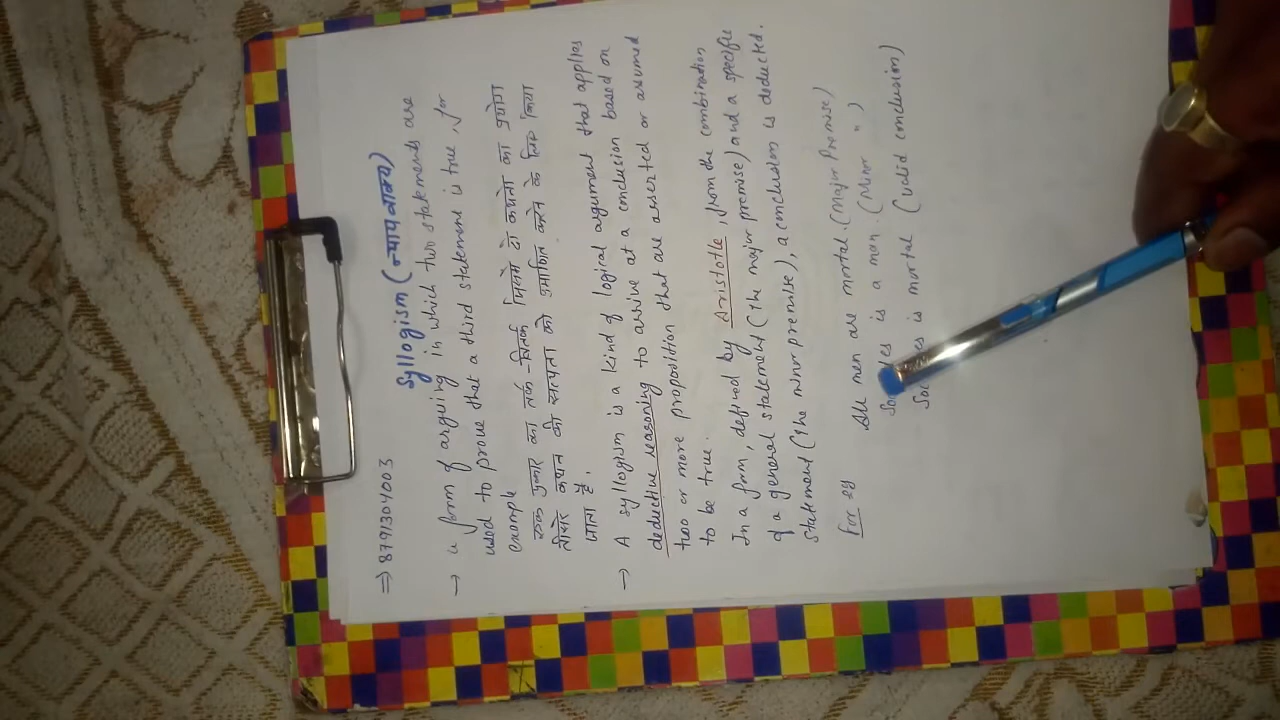 Syllogism (न्यायवाक्य)
⇒ 8791304003
→ a form of arguing in which two statements are
used to prove that a third statement is true, for
example
एक प्रकार का तर्क-वितर्क जिसमे दो कथनो का प्रयोग
तीसरे कथन की सत्यता को प्रमाणित करने के लिए किया
जाता है.
→ A syllogism is a kind of logical argument that applies
deductive reasoning to arrive at a conclusion based on
two or more proposition that are asserted or assumed
to be true.
In a form, defined by Aristotle, from the combination
of a general statement (the major premise) and a specific
statement (the minor premise), a conclusion is deducted.
For eg All men are mortal. (Major Premise)
is a man (Minor ")
is mortal (valid conclusion)